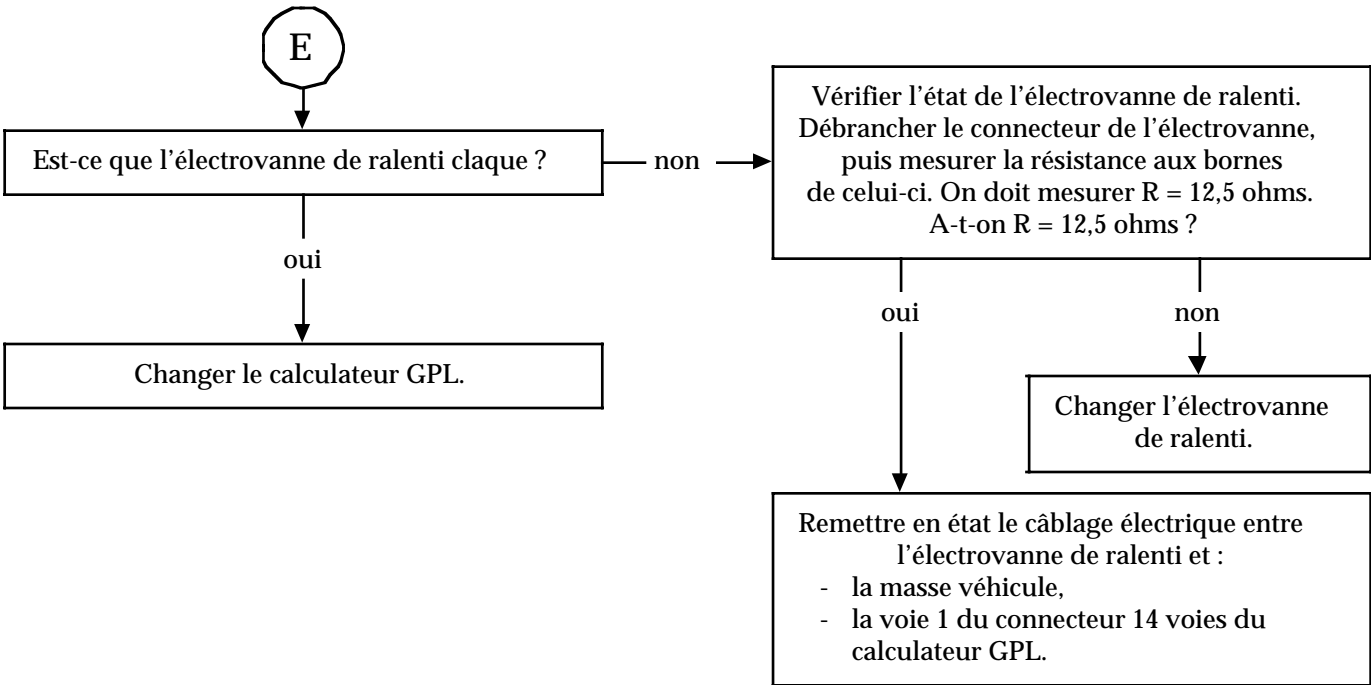 E
Est-ce que l'électrovanne de ralenti claque ?
non
Vérifier l'état de l'électrovanne de ralenti.
Débrancher le connecteur de l'électrovanne,
puis mesurer la résistance aux bornes
de celui-ci. On doit mesurer R = 12,5 ohms.
A-t-on R = 12,5 ohms ?
oui
Changer le calculateur GPL.
oui
non
Changer l'électrovanne
de ralenti.
Remettre en état le câblage électrique entre
l'électrovanne de ralenti et :
- la masse véhicule,
- la voie 1 du connecteur 14 voies du
calculateur GPL.